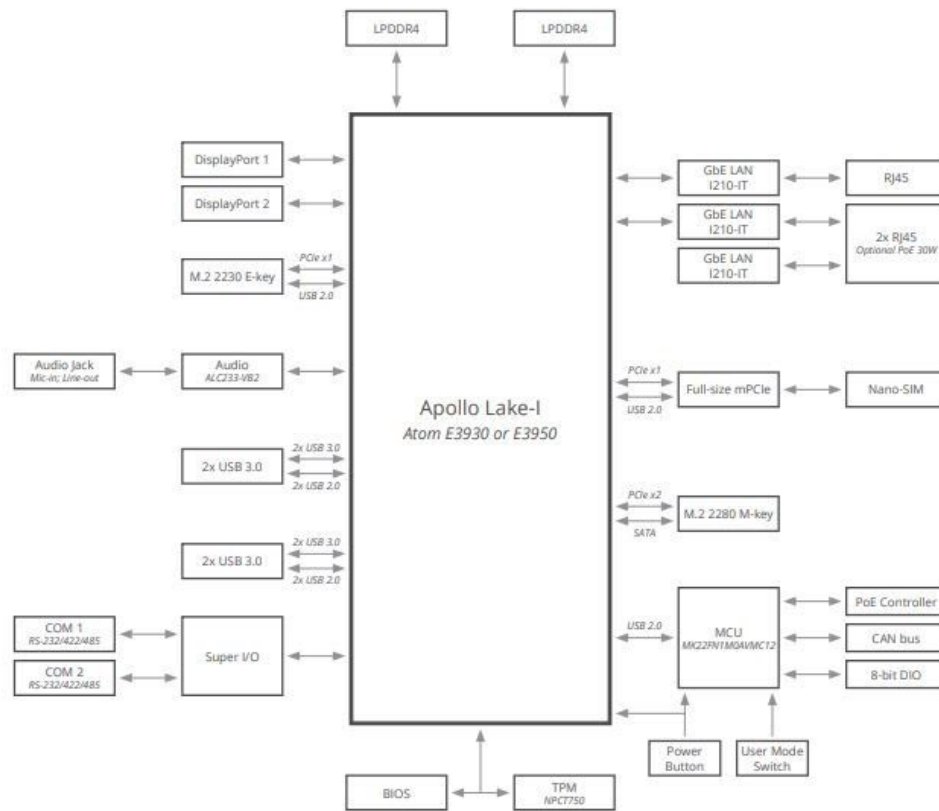 LPDDR4
LPDDR4
DisplayPort 1
DisplayPort 2
PCIe x1
M.2 2230 E-key
USB 2.0
Audio Jack
Mic-in; Line-out
Audio
ALC233-VB2
2x USB 3.0
2x USB 3.0
2x USB 2.0
2x USB 3.0
2x USB 3.0
2x USB 2.0
COM 1
RS-232/422/485
COM 2
RS-232/422/485
Super I/O
Apollo Lake-I
Atom E3930 or E3950
GbE LAN
I210-IT
RJ45
GbE LAN
I210-IT
GbE LAN
I210-IT
2x RJ45
Optional PoE 30W
PCIe x1
USB 2.0
Full-size mPCIe
Nano-SIM
PCIe x2
SATA
M.2 2280 M-key
USB 2.0
MCU
MK22FN1M0AVMC12
PoE Controller
CAN bus
8-bit DIO
Power
Button
User Mode
Switch
BIOS
TPM
NPCT750